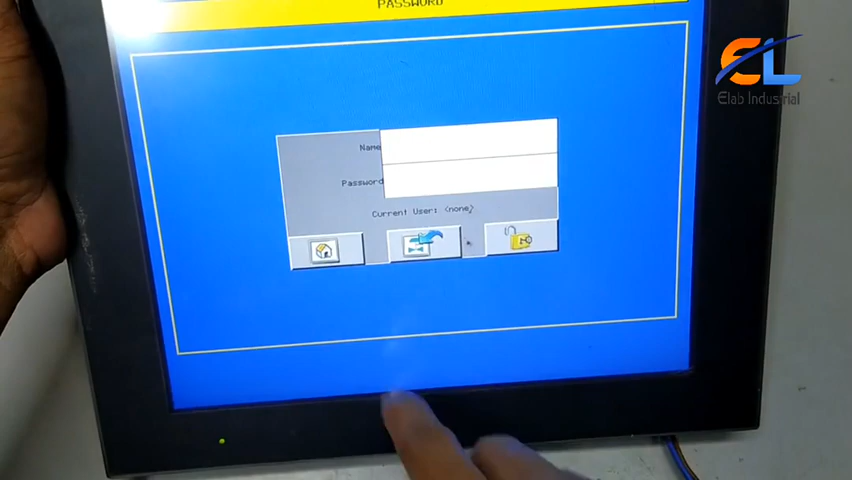 PASSWORD
EL
Elab Industrial
Name
Password
Current User: <none>